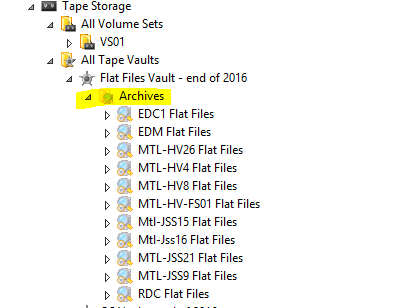 Tape Storage
All Volume Sets
VS01
All Tape Vaults
Flat Files Vault - end of 2016
Archives
EDC1 Flat Files
EDM Flat Files
MTL-HV26 Flat Files
MTL-HV4 Flat Files
MTL-HV8 Flat Files
MTL-HV-FS01 Flat Files
Mtl-JSS15 Flat Files
Mtl-Jss16 Flat Files
MTL-JSS21 Flat Files
MTL-JSS9 Flat Files
RDC Flat Files